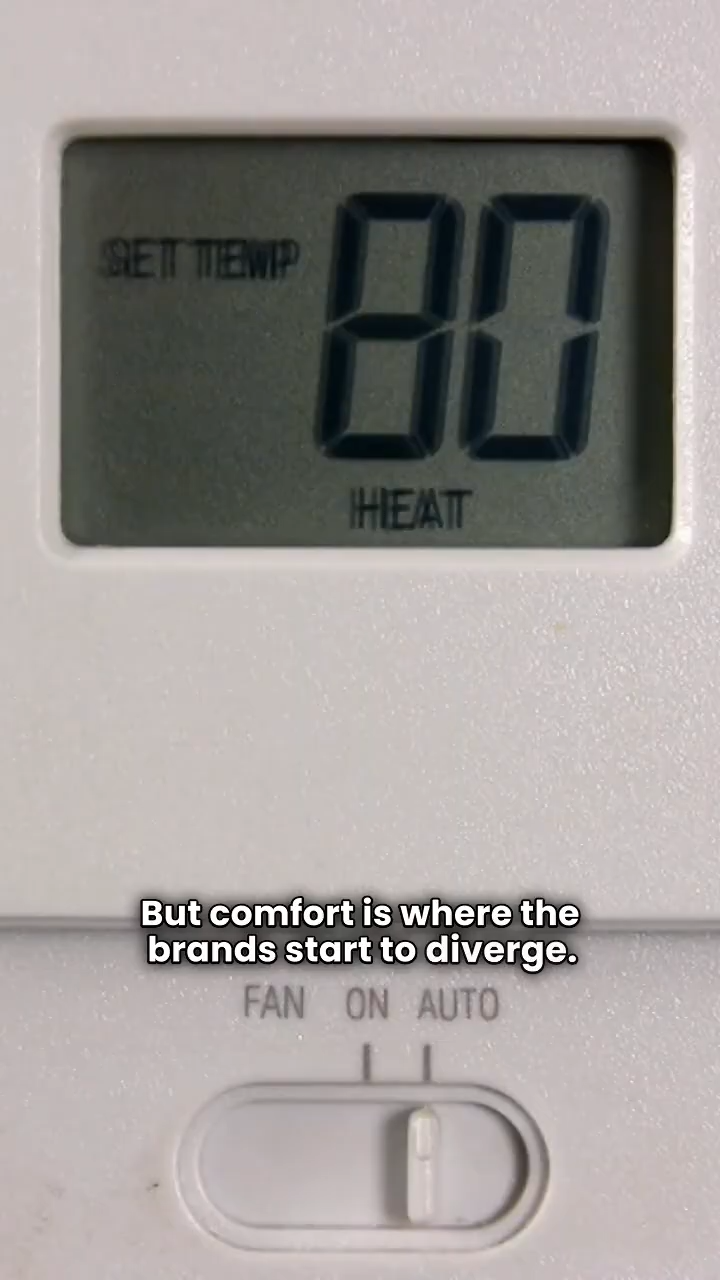 SET TEMP 80
HEAT
But comfort is where the
brands start to diverge.
FAN ON AUTO